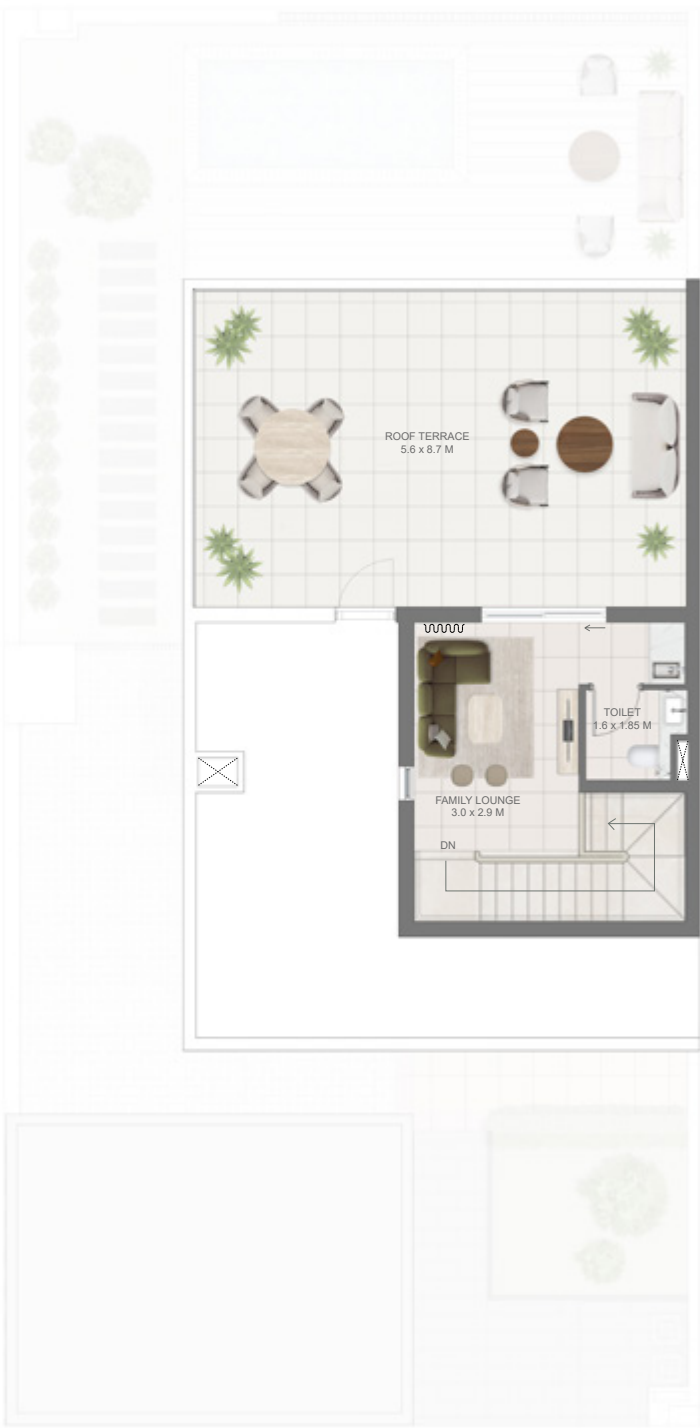 ROOF TERRACE
5.6 x 8.7 M
TOILET
1.6 x 1.85 M
FAMILY LOUNGE
3.0 x 2.9 M
DN